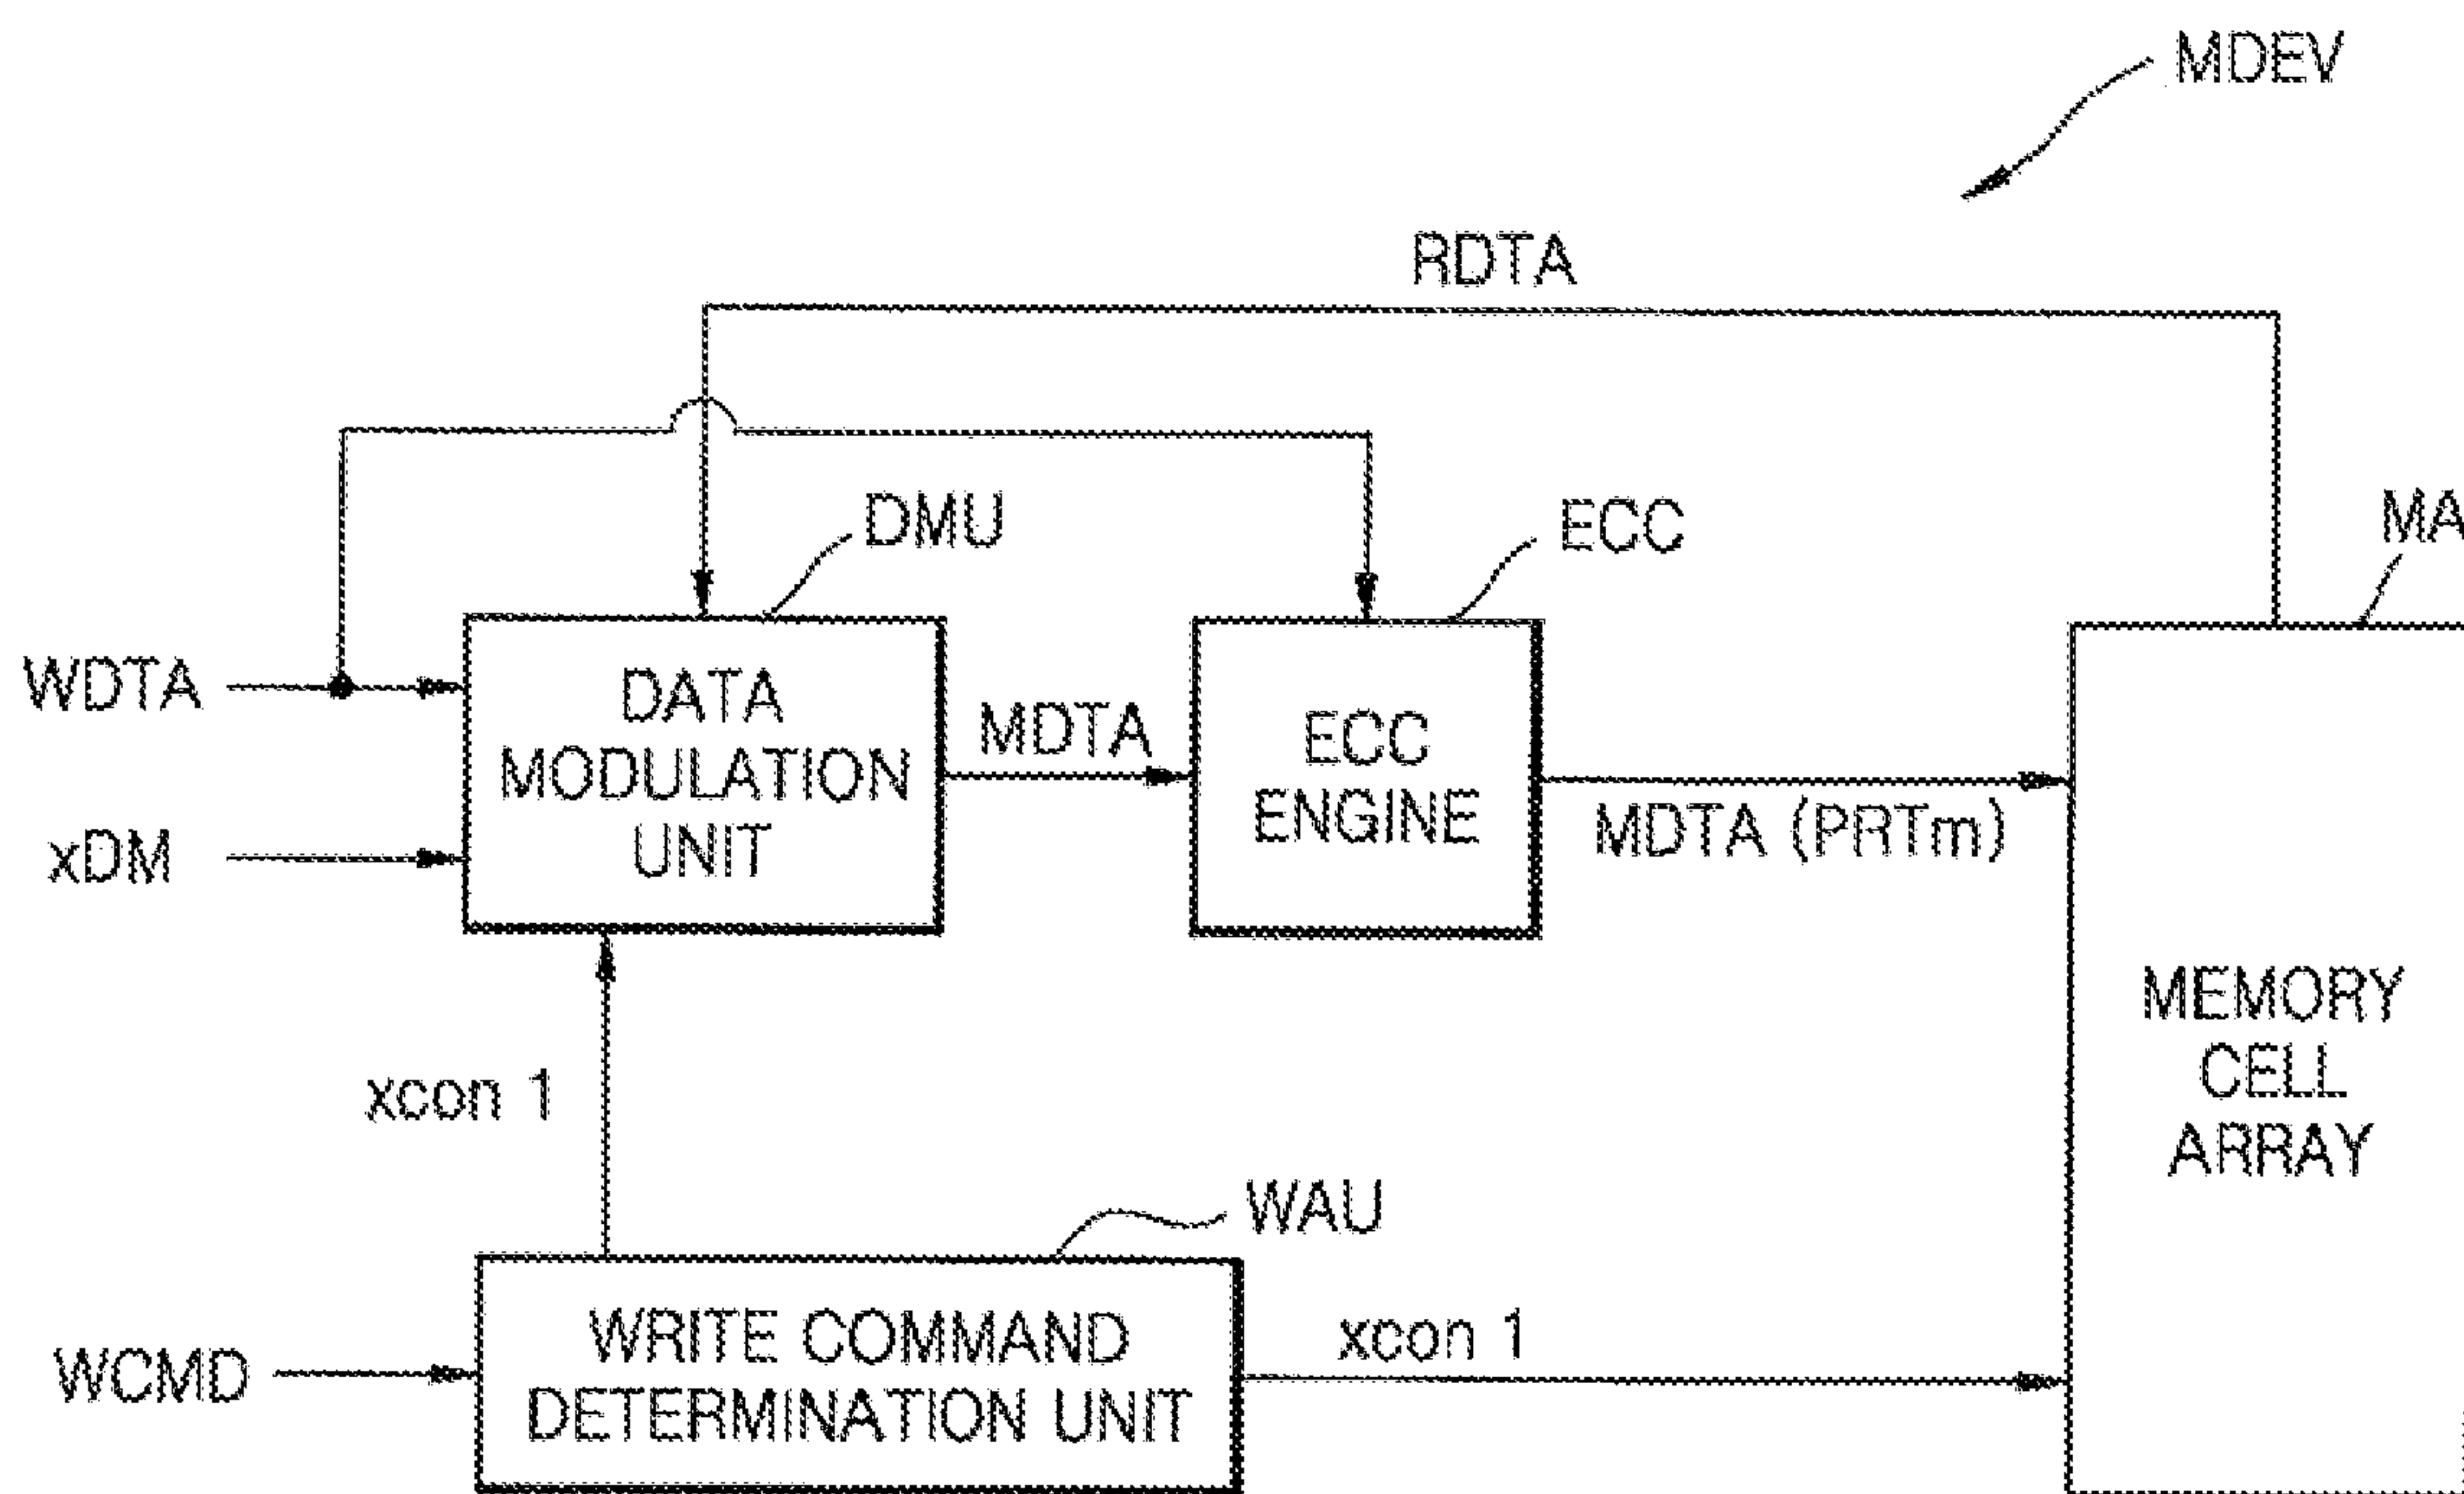 MDEV
RDTA
DMU
ECC
MA
WDTA
DATA
MODULATION
UNIT
MDTA
ECC
ENGINE
MDTA (PRTm)
xDM
MEMORY
CELL
ARRAY
xcon 1
WAU
WRITE COMMAND
DETERMINATION UNIT
WCMD
xcon 1